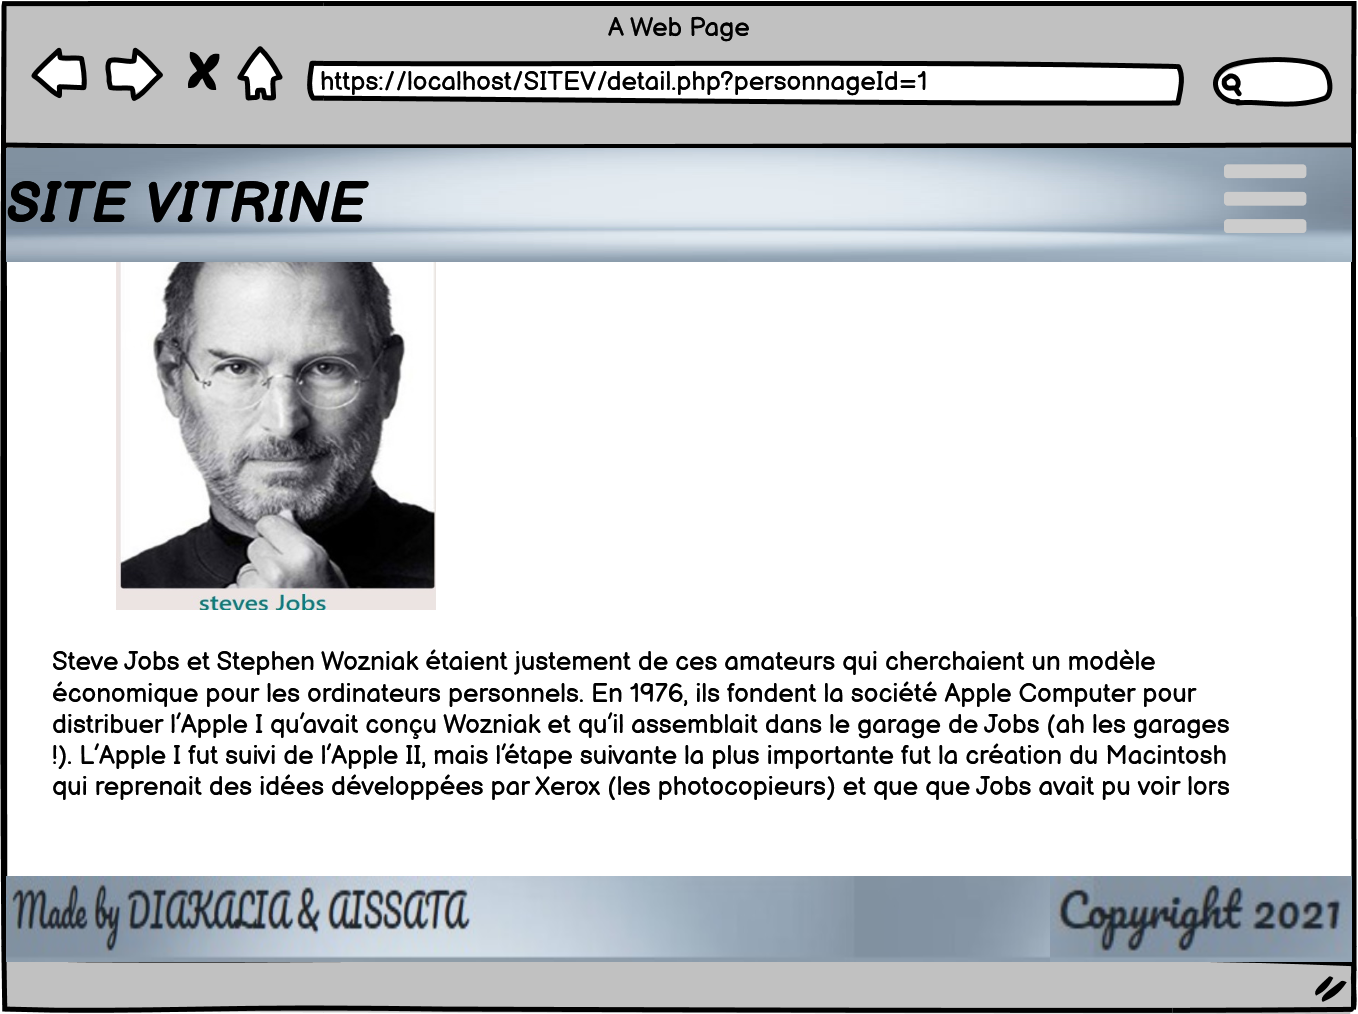 A Web Page
https://localhost/SITEV/detail.php?personnageId=1
SITE VITRINE
steves Jobs
Steve Jobs et Stephen Wozniak étaient justement de ces amateurs qui cherchaient un modèle
économique pour les ordinateurs personnels. En 1976, ils fondent la société Apple Computer pour
distribuer l'Apple I qu'avait conçu Wozniak et qu'il assemblait dans le garage de Jobs (ah les garages
!). L'Apple I fut suivi de l'Apple II, mais l'étape suivante la plus importante fut la création du Macintosh
qui reprenait des idées développées par Xerox (les photocopieurs) et que que Jobs avait pu voir lors
Made by DIAKALIA & AISSATA
Copyright 2021